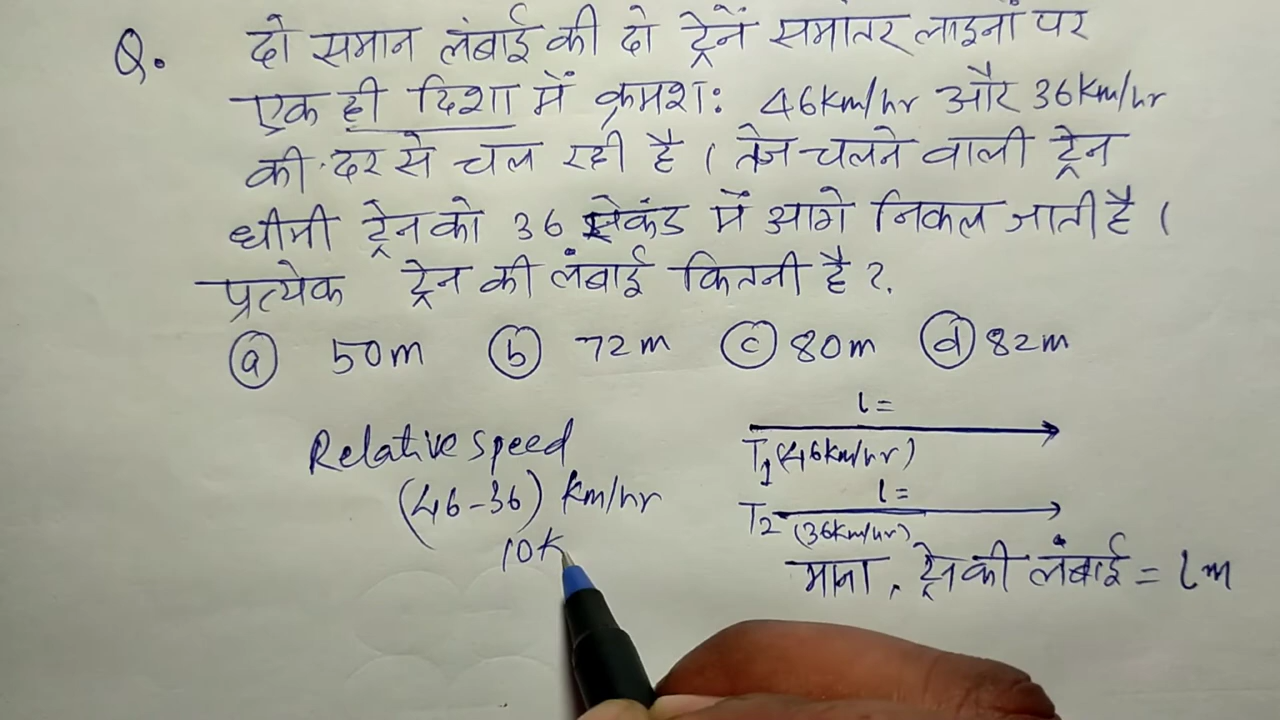 Q. दो समान लंबाई की दो ट्रेनें समांतर लाइनों पर
एक ही दिशा में क्रमश: 46km/hr और 36km/hr
की दर से चल रही है। तेज चलने वाली ट्रेन
धीमी ट्रेन को 36 सेकंड में आगे निकल जाती है।
प्रत्येक ट्रेन की लंबाई कितनी है?.
(a) 50m (b) 72m (c) 80m (d) 82m
Relative speed
(46-36) km/hr
10K
l=
T1(46km/hr)
l=
T2 (36km/hr)
माना, ट्रेन की लंबाई = l m